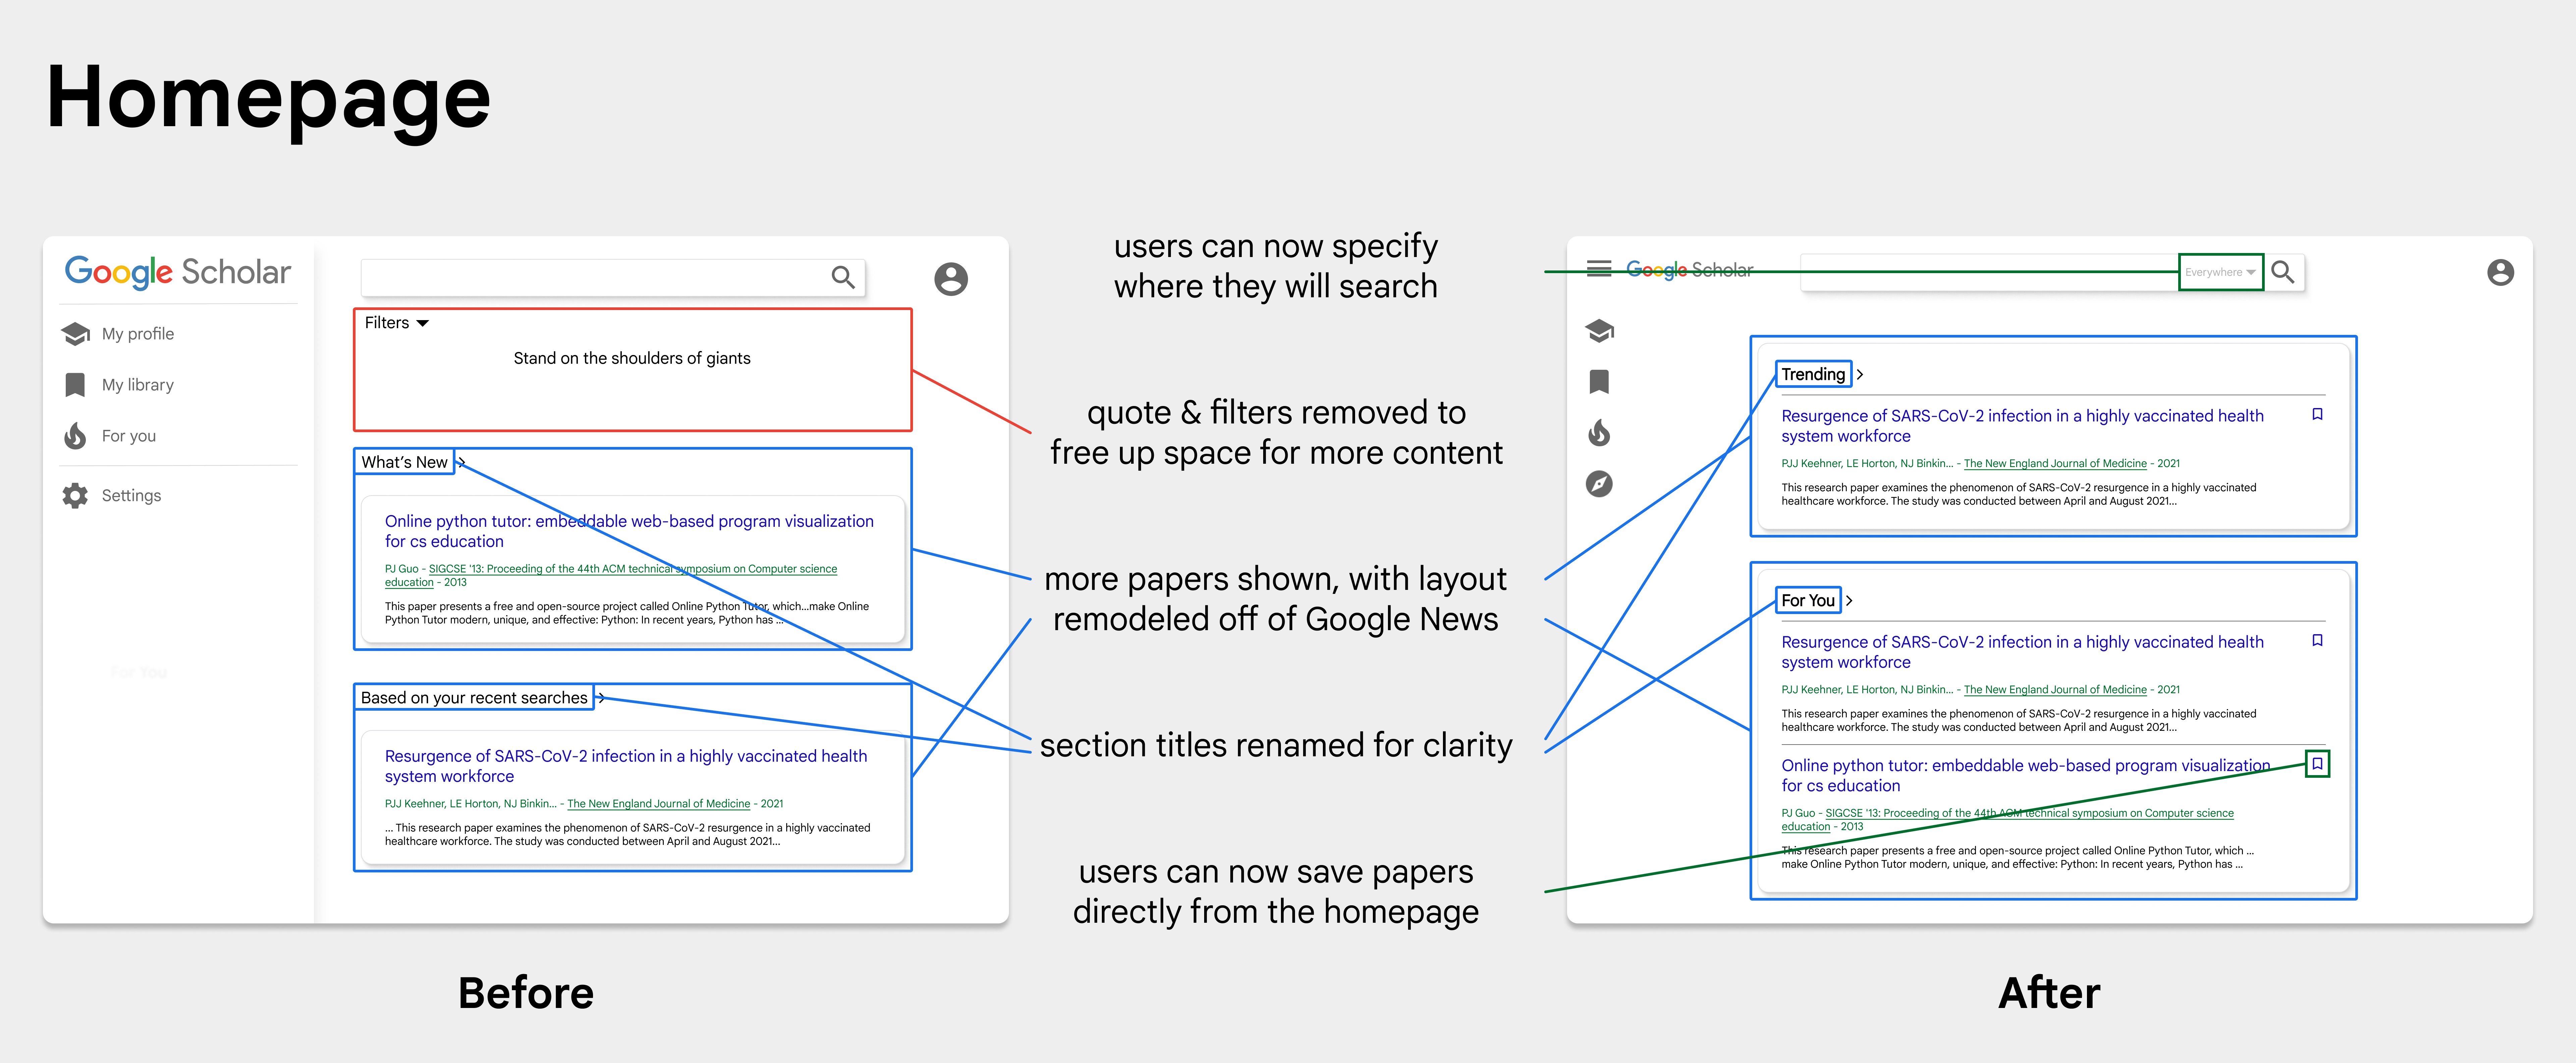 Homepage
Google Scholar
My profile
My library
For you
Settings
For You
Filters
Stand on the shoulders of giants
What's New
Online python tutor: embeddable web-based program visualization
for cs education
PJ Guo - SIGCSE '13: Proceeding of the 44th ACM technical symposium on Computer science
education - 2013
This paper presents a free and open-source project called Online Python Tutor, which...make Online
Python Tutor modern, unique, and effective: Python: In recent years, Python has ...
Based on your recent searches
Resurgence of SARS-CoV-2 infection in a highly vaccinated health
system workforce
PJJ Keehner, LE Horton, NJ Binkin... - The New England Journal of Medicine - 2021
... This research paper examines the phenomenon of SARS-CoV-2 resurgence in a highly vaccinated
healthcare workforce. The study was conducted between April and August 2021...
Before
users can now specify
where they will search
quote & filters removed to
free up space for more content
more papers shown, with layout
remodeled off of Google News
section titles renamed for clarity
users can now save papers
directly from the homepage
Google Scholar
Everywhere
Trending
Resurgence of SARS-CoV-2 infection in a highly vaccinated health
system workforce
PJJ Keehner, LE Horton, NJ Binkin... - The New England Journal of Medicine - 2021
This research paper examines the phenomenon of SARS-CoV-2 resurgence in a highly vaccinated
healthcare workforce. The study was conducted between April and August 2021...
For You
Resurgence of SARS-CoV-2 infection in a highly vaccinated health
system workforce
PJJ Keehner, LE Horton, NJ Binkin... - The New England Journal of Medicine - 2021
This research paper examines the phenomenon of SARS-CoV-2 resurgence in a highly vaccinated
healthcare workforce. The study was conducted between April and August 2021...
Online python tutor: embeddable web-based program visualization
for cs education
PJ Guo - SIGCSE '13: Proceeding of the 44th ACM technical symposium on Computer science
education - 2013
This research paper presents a free and open-source project called Online Python Tutor, which ...
make Online Python Tutor modern, unique, and effective: Python: In recent years, Python has ...
After